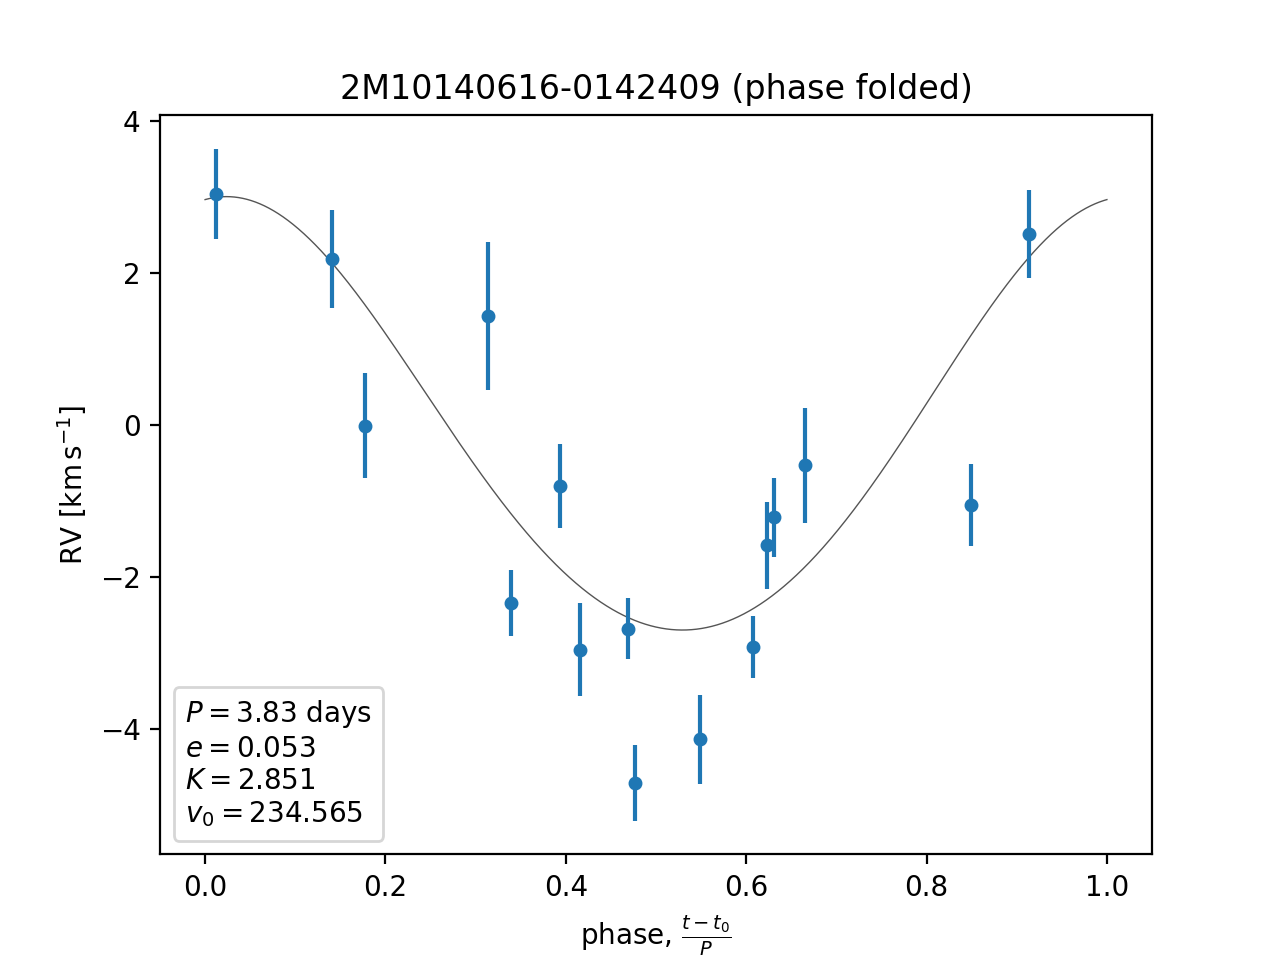 2M10140616-0142409 (phase folded)
RV [km s⁻¹]
4
2
0
−2
−4
P = 3.83 days
e = 0.053
K = 2.851
v₀ = 234.565
0.0 0.2 0.4 0.6 0.8 1.0
phase, (t − t₀)/P